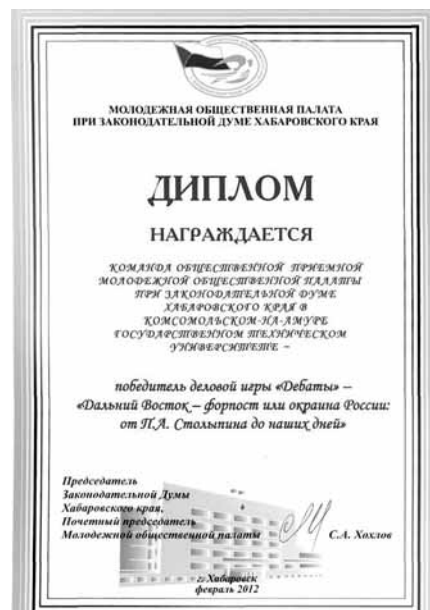 МОЛОДЕЖНАЯ ОБЩЕСТВЕННАЯ ПАЛАТА
ПРИ ЗАКОНОДАТЕЛЬНОЙ ДУМЕ ХАБАРОВСКОГО КРАЯ
ДИПЛОМ
НАГРАЖДАЕТСЯ
КОМАНДА ОБЩЕСТВЕННОЙ ПРИЕМНОЙ
МОЛОДЕЖНОЙ ОБЩЕСТВЕННОЙ ПАЛАТЫ
ПРИ ЗАКОНОДАТЕЛЬНОЙ ДУМЕ
ХАБАРОВСКОГО КРАЯ В
КОМСОМОЛЬСКОМ-НА-АМУРЕ
ГОСУДАРСТВЕННОМ ТЕХНИЧЕСКОМ
УНИВЕРСИТЕТЕ –
победитель деловой игры «Дебаты» –
«Дальний Восток – форпост или окраина России:
от П.А. Столыпина до наших дней»
Председатель
Законодательной Думы
Хабаровского края,
Почетный председатель
Молодежной общественной палаты С.А. Хохлов
г. Хабаровск
февраль 2012